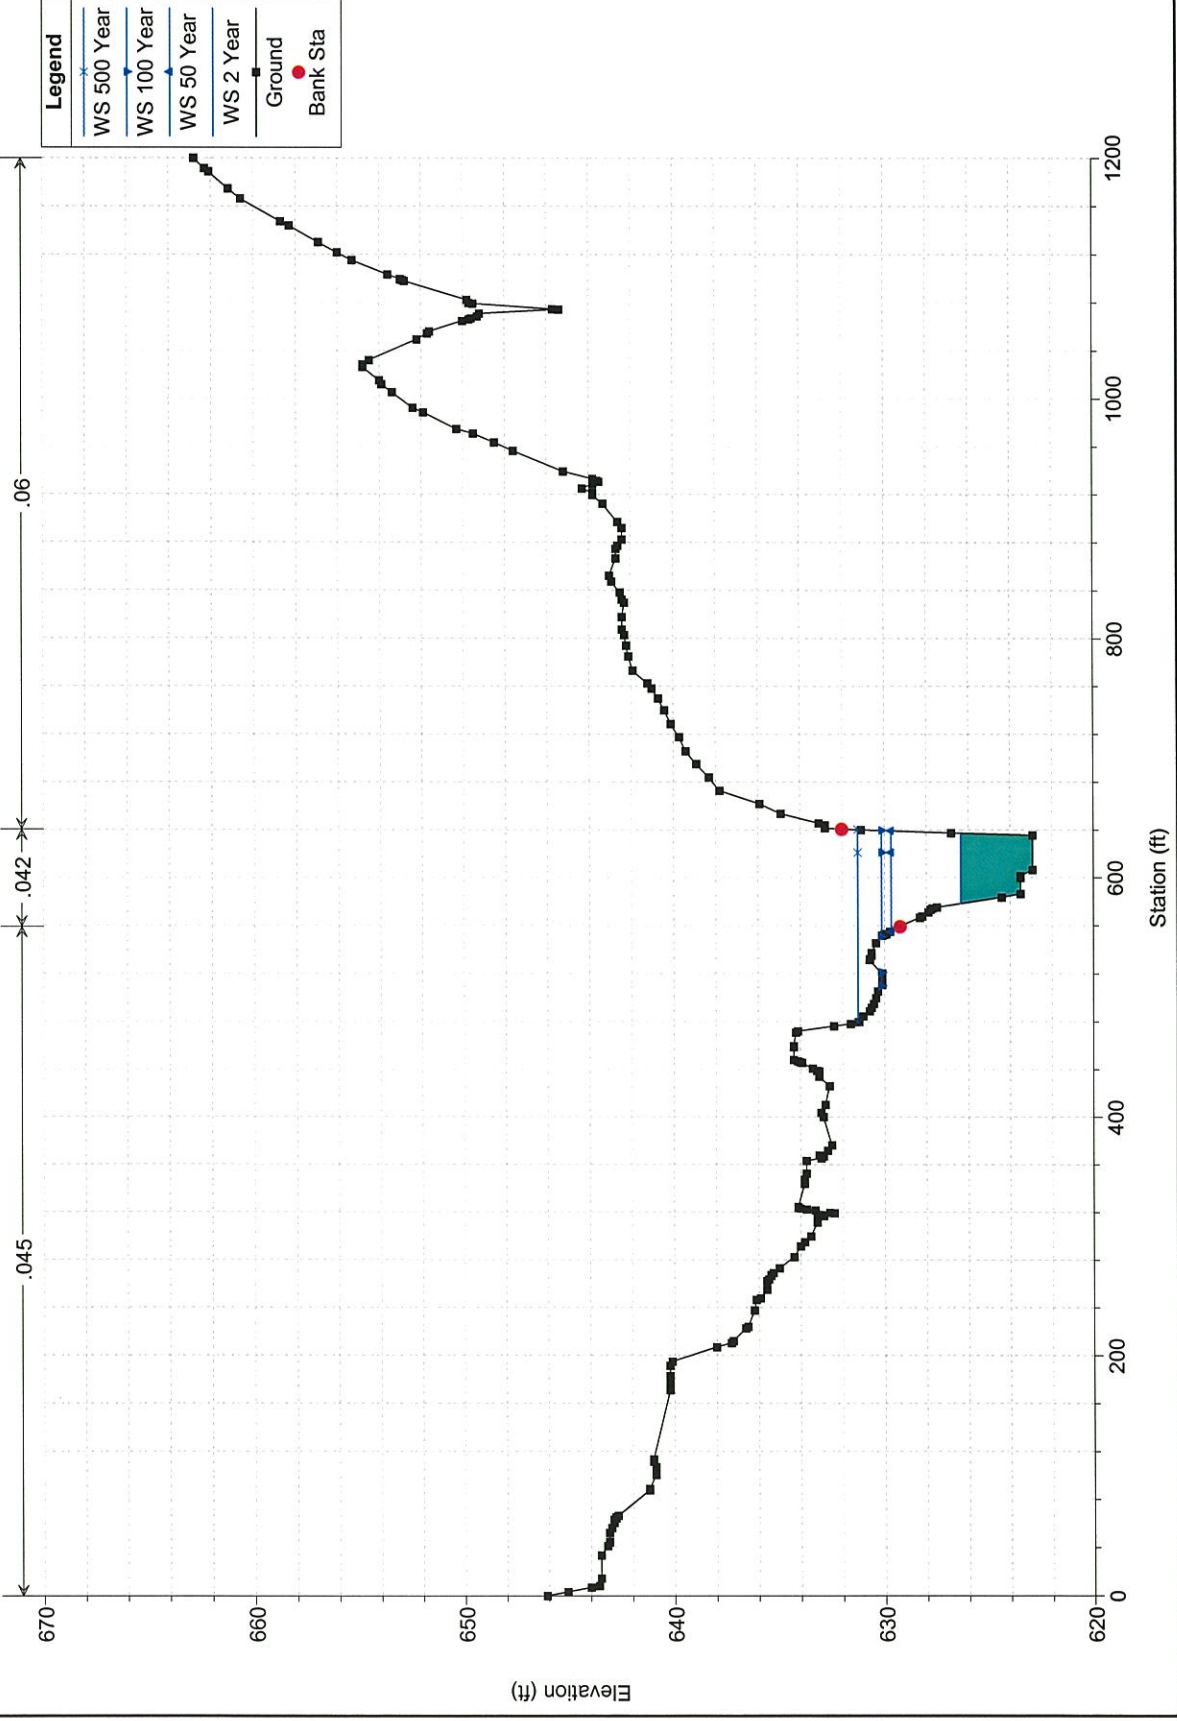 .045
.042
.06
Legend
WS 500 Year
WS 100 Year
WS 50 Year
WS 2 Year
Ground
Bank Sta
670
660
650
640
630
620
Elevation (ft)
0
200
400
600
800
1000
1200
Station (ft)